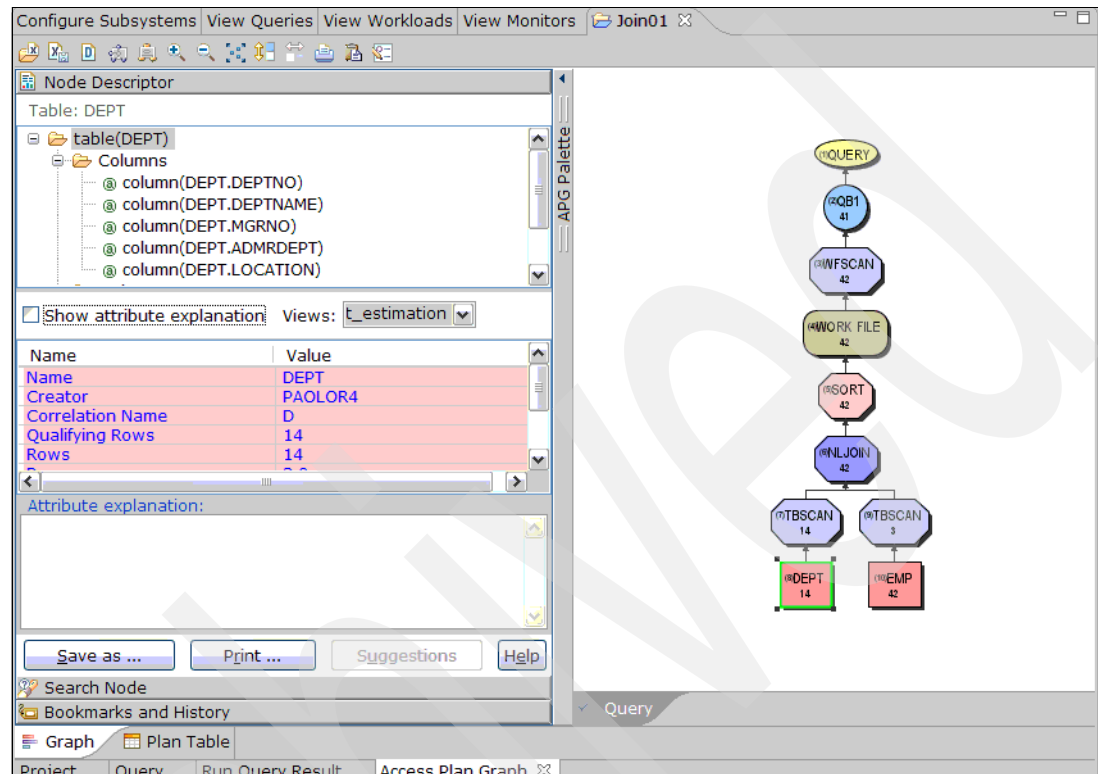 Configure Subsystems View Queries View Workloads View Monitors Join01
Node Descriptor
Table: DEPT
table(DEPT)
Columns
column(DEPT.DEPTNO)
column(DEPT.DEPTNAME)
column(DEPT.MGRNO)
column(DEPT.ADMRDEPT)
column(DEPT.LOCATION)
Show attribute explanation Views: t_estimation
Name Value
Name DEPT
Creator PAOLOR4
Correlation Name D
Qualifying Rows 14
Rows 14
Attribute explanation:
Save as ... Print ... Suggestions Help
Search Node
Bookmarks and History
Graph Plan Table
Project Query Run Query Result Access Plan Graph
APG Palette
(1)QUERY
(2)QB1
41
(3)WFSCAN
42
(4)WORK FILE
42
(5)SORT
42
(6)NLJOIN
42
(7)TBSCAN
14
(9)TBSCAN
3
(8)DEPT
14
(10)EMP
42
Query